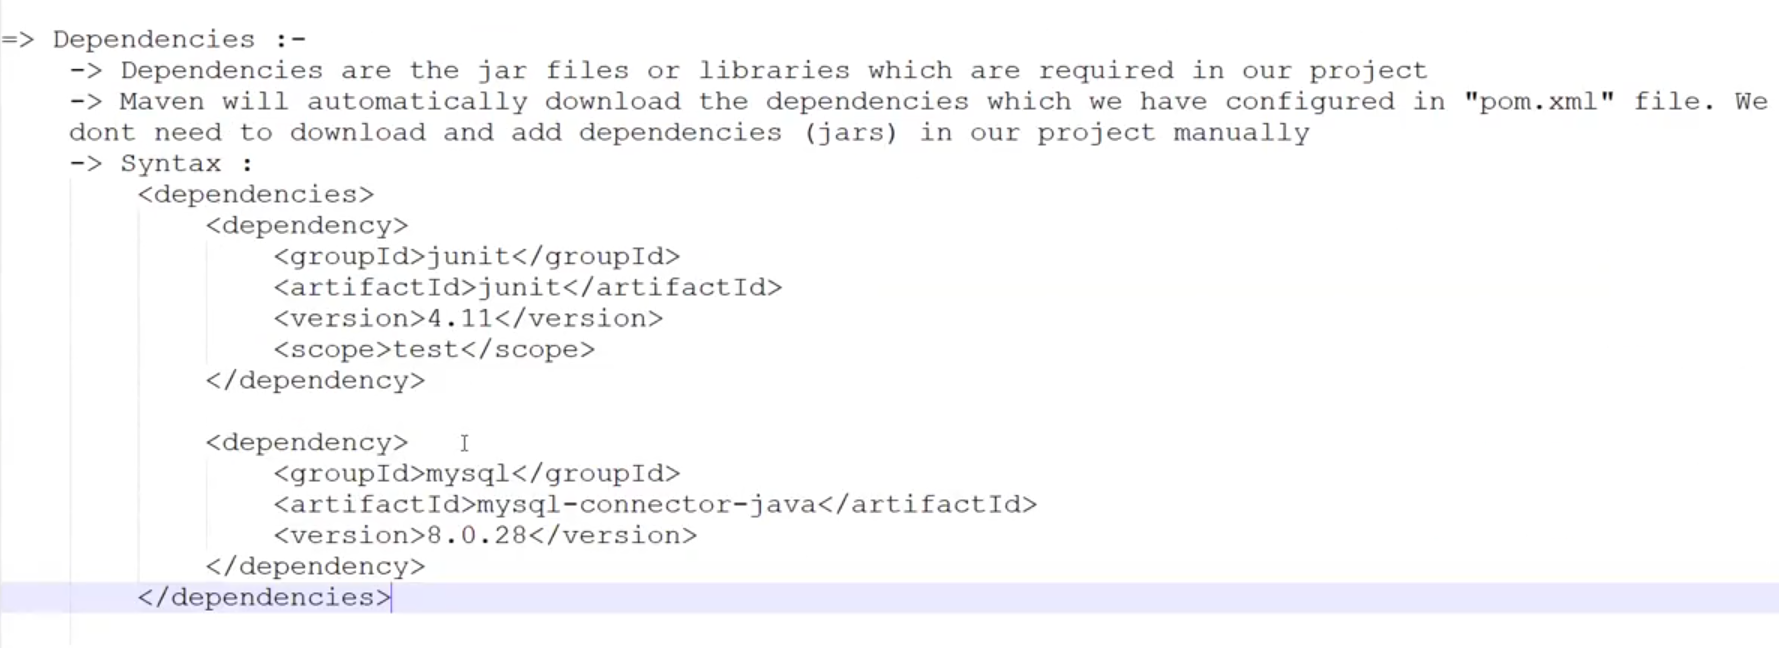 => Dependencies :-
-> Dependencies are the jar files or libraries which are required in our project
-> Maven will automatically download the dependencies which we have configured in "pom.xml" file. We
dont need to download and add dependencies (jars) in our project manually
-> Syntax :
<dependencies>
<dependency>
<groupId>junit</groupId>
<artifactId>junit</artifactId>
<version>4.11</version>
<scope>test</scope>
</dependency>
<dependency>
<groupId>mysql</groupId>
<artifactId>mysql-connector-java</artifactId>
<version>8.0.28</version>
</dependency>
</dependencies>